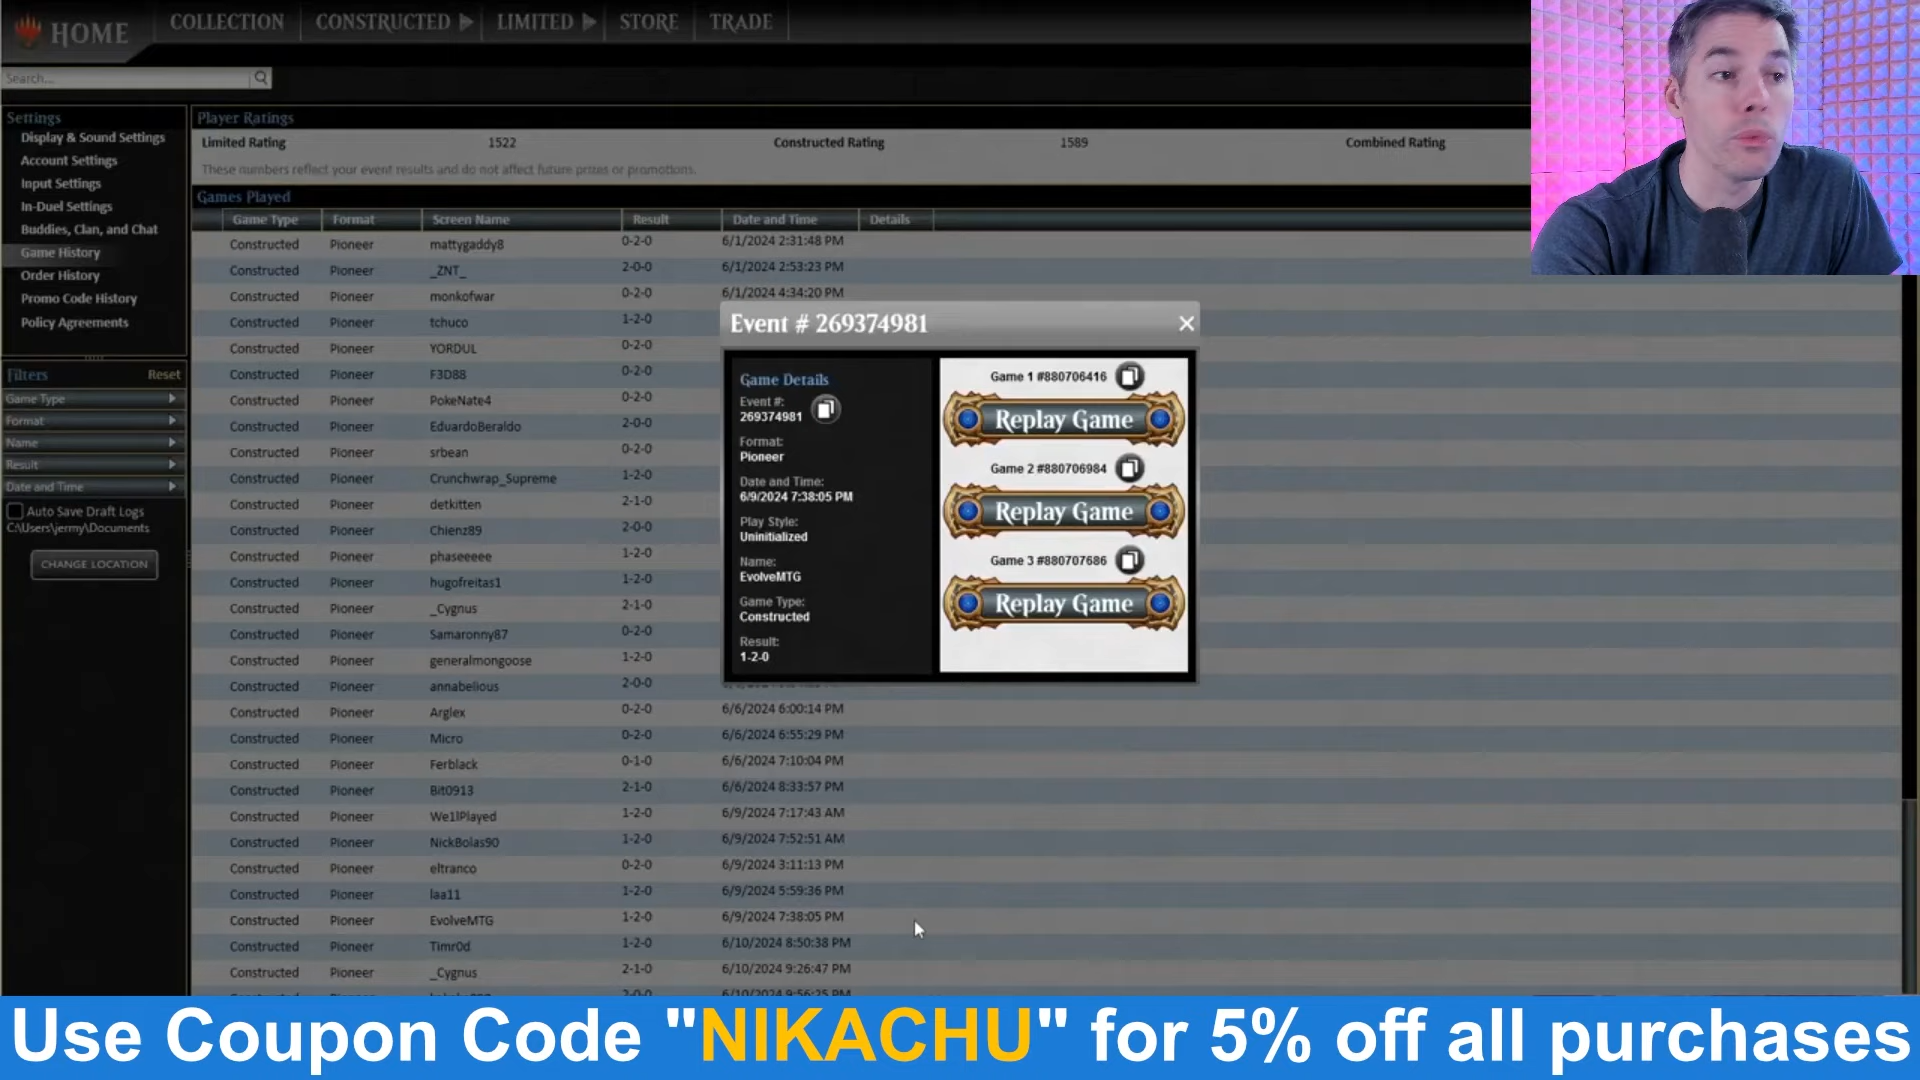 HOME COLLECTION CONSTRUCTED LIMITED STORE TRADE
Search...
Settings
Display & Sound Settings
Account Settings
Input Settings
In-Duel Settings
Buddies, Clan, and Chat
Game History
Order History
Promo Code History
Policy Agreements
Filters Reset
Game Type
Format
Name
Result
Date and Time
Auto Save Draft Logs
C:\Users\jermy\Documents
CHANGE LOCATION
Player Ratings
Limited Rating 1522 Constructed Rating 1589 Combined Rating
These numbers reflect your event results and do not affect future prizes or promotions.
Games Played
Game Type Format Screen Name Result Date and Time Details
Constructed Pioneer mattygaddy8 0-2-0 6/1/2024 2:31:48 PM
Constructed Pioneer _ZNT_ 2-0-0 6/1/2024 2:53:23 PM
Constructed Pioneer monkofwar 0-2-0 6/1/2024 4:34:20 PM
Constructed Pioneer tchuco 1-2-0
Constructed Pioneer YORDUL 0-2-0
Constructed Pioneer F3D88 0-2-0
Constructed Pioneer PokeNate4 0-2-0
Constructed Pioneer EduardoBeraldo 2-0-0
Constructed Pioneer srbean 0-2-0
Constructed Pioneer Crunchwrap_Supreme 1-2-0
Constructed Pioneer detkitten 2-1-0
Constructed Pioneer Chienz89 2-0-0
Constructed Pioneer phaseeeee 1-2-0
Constructed Pioneer hugofreitas1 1-2-0
Constructed Pioneer _Cygnus 2-1-0
Constructed Pioneer Samaronny87 0-2-0
Constructed Pioneer generalmongoose 1-2-0
Constructed Pioneer annabelious 2-0-0
Constructed Pioneer Arglex 0-2-0 6/6/2024 6:00:14 PM
Constructed Pioneer Micro 0-2-0 6/6/2024 6:55:29 PM
Constructed Pioneer Ferblack 0-1-0 6/6/2024 7:10:04 PM
Constructed Pioneer Bit0913 2-1-0 6/6/2024 8:33:57 PM
Constructed Pioneer We1lPlayed 1-2-0 6/9/2024 7:17:43 AM
Constructed Pioneer NickBolas90 1-2-0 6/9/2024 7:52:51 AM
Constructed Pioneer eltranco 0-2-0 6/9/2024 3:11:13 PM
Constructed Pioneer laa11 1-2-0 6/9/2024 5:59:36 PM
Constructed Pioneer EvolveMTG 1-2-0 6/9/2024 7:38:05 PM
Constructed Pioneer Timr0d 1-2-0 6/10/2024 8:50:38 PM
Constructed Pioneer _Cygnus 2-1-0 6/10/2024 9:26:47 PM
2-0-0 6/10/2024 9:56:25 PM
Event # 269374981
Game Details
Event #:
269374981
Format:
Pioneer
Date and Time:
6/9/2024 7:38:05 PM
Play Style:
Uninitialized
Name:
EvolveMTG
Game Type:
Constructed
Result:
1-2-0
Game 1 #880706416
Replay Game
Game 2 #880706984
Replay Game
Game 3 #880707686
Replay Game
Use Coupon Code "NIKACHU" for 5% off all purchases